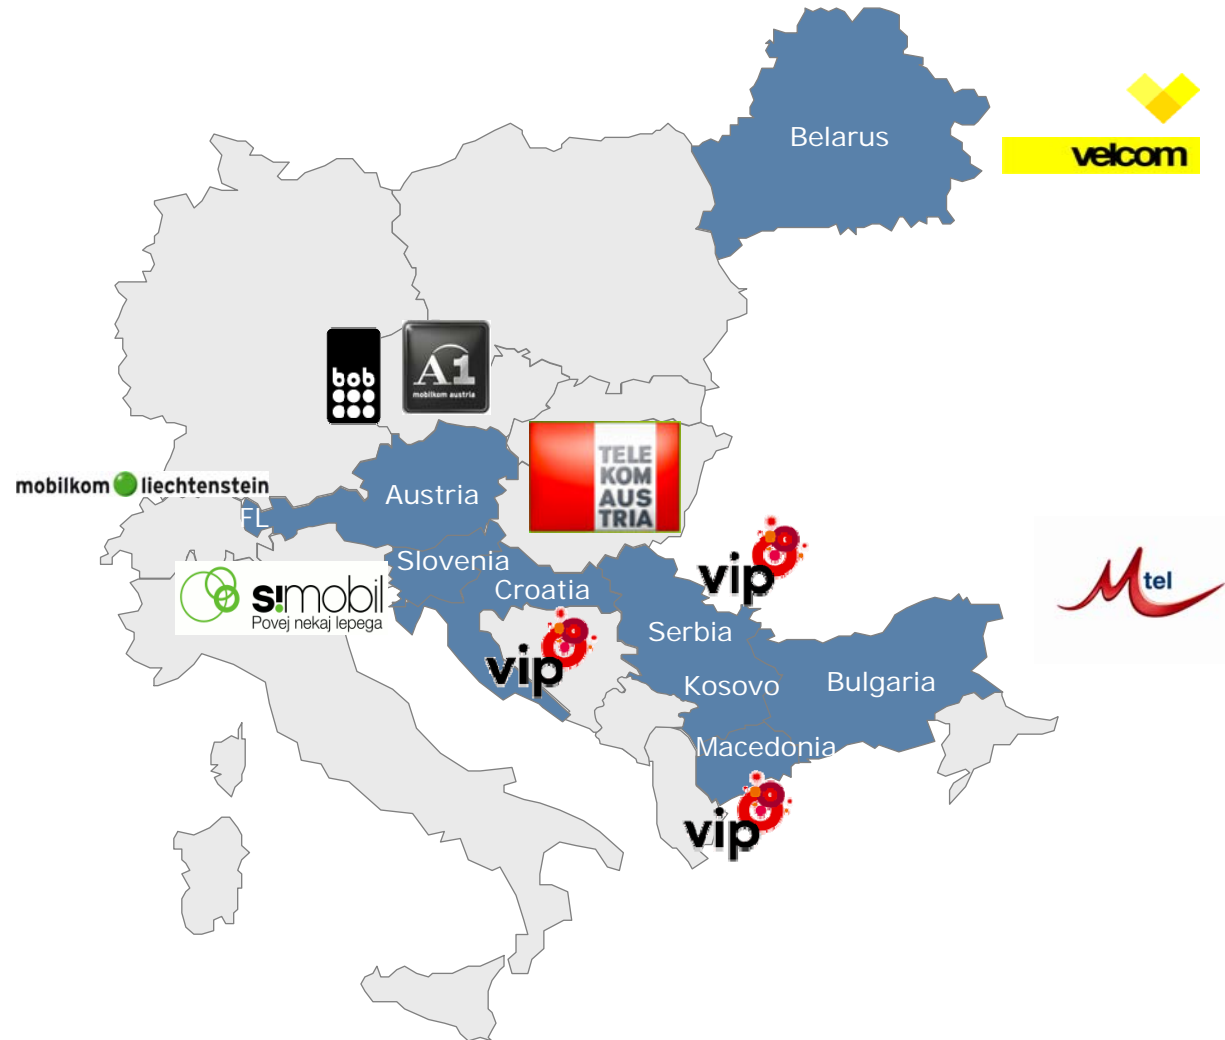 Belarus
velcom
bob
A1
mobilkom austria
TELE
KOM
AUS
TRIA
mobilkom liechtenstein
Austria
FL
Slovenia
Croatia
s!mobil
Povej nekaj lepega
vip
M tel
Serbia
vip
Kosovo
Bulgaria
Macedonia
vip